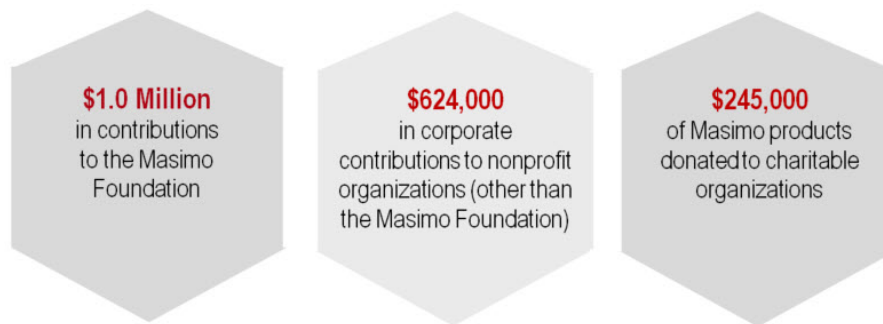 $1.0 Million
in contributions
to the Masimo
Foundation
$624,000
in corporate
contributions to nonprofit
organizations (other than
the Masimo Foundation)
$245,000
of Masimo products
donated to charitable
organizations